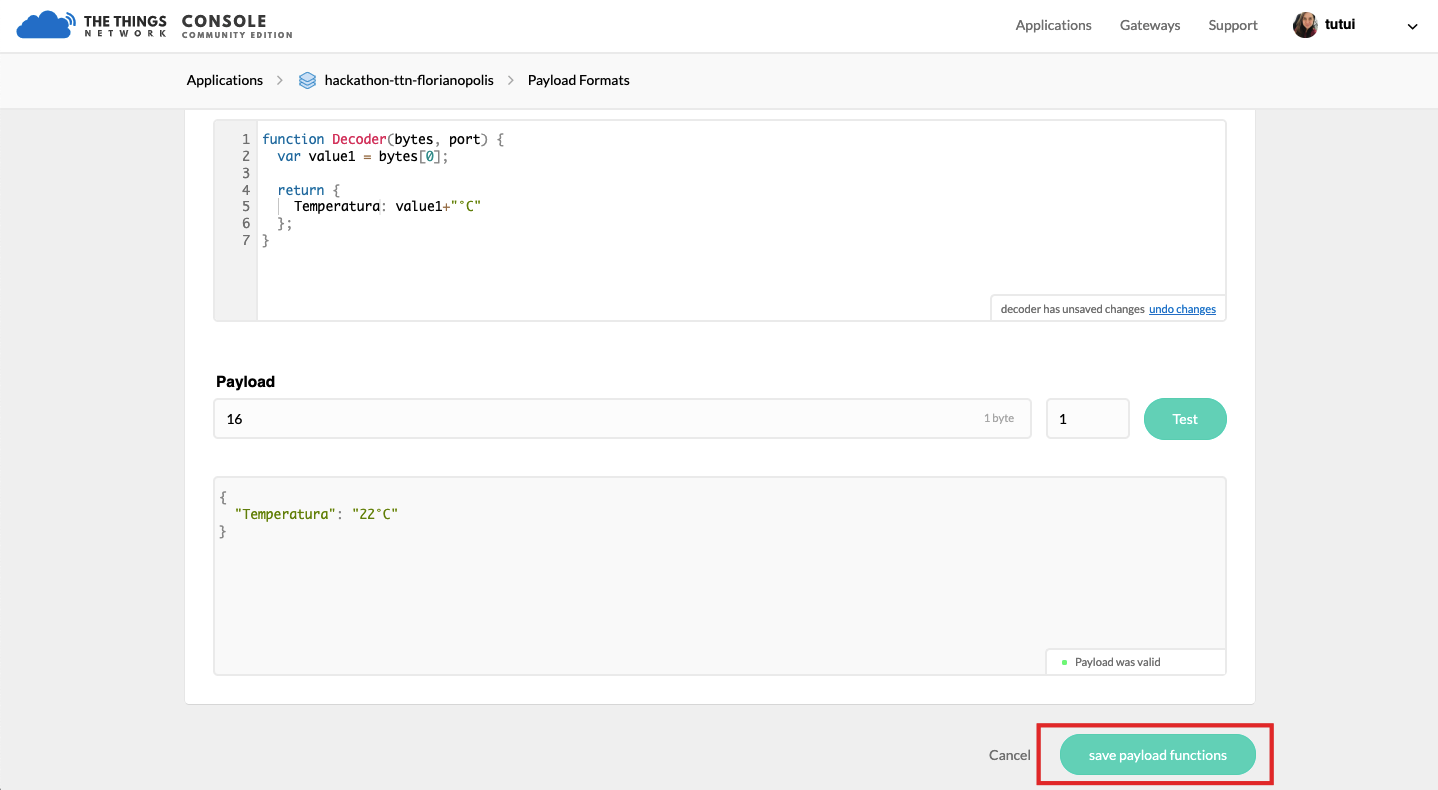 THE THINGS NETWORK
CONSOLE
COMMUNITY EDITION
Applications Gateways Support tutui
Applications hackathon-ttn-florianopolis Payload Formats
1 function Decoder(bytes, port) {
2   var value1 = bytes[0];
3
4   return {
5     Temperatura: value1+"°C"
6   };
7 }
decoder has unsaved changes undo changes
Payload
16 1 byte 1 Test
{
  "Temperatura": "22°C"
}
Payload was valid
Cancel save payload functions